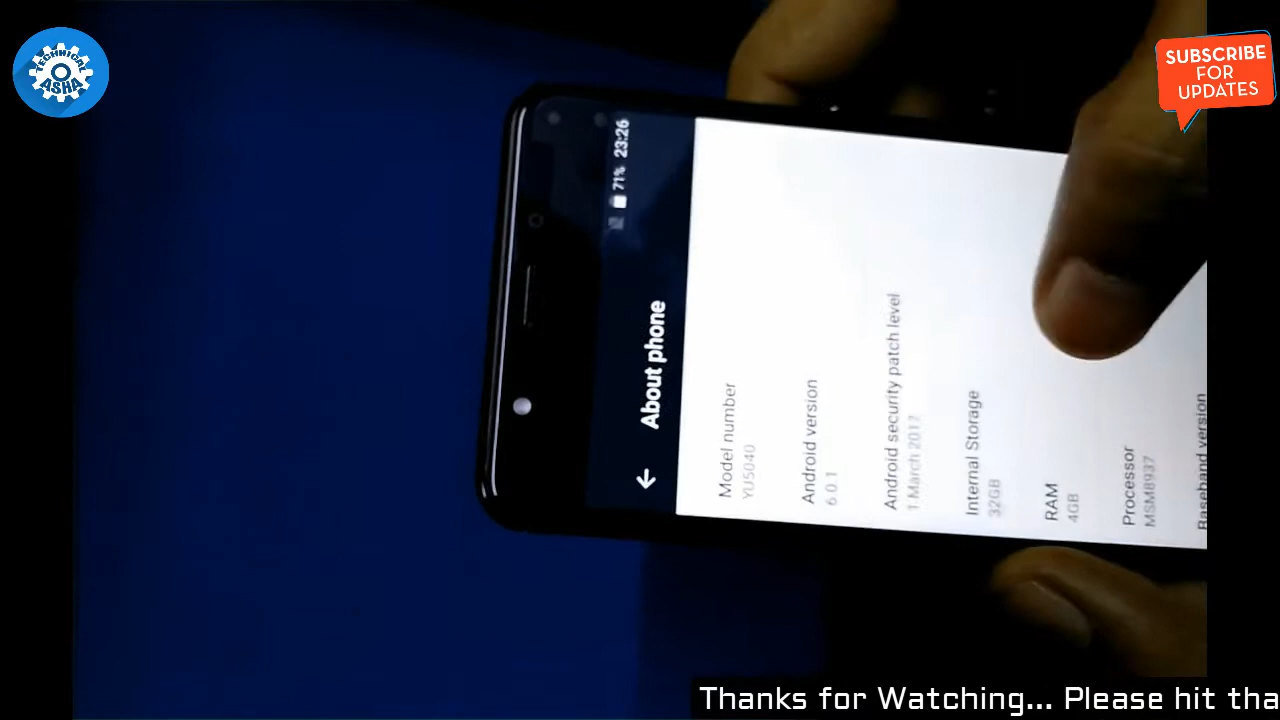 TECHNICAL
ASHA
SUBSCRIBE
FOR
UPDATES
71% 23:26
About phone
Model number
YU5040
Android version
6.0.1
Android security patch level
1 March 2017
Internal Storage
32GB
RAM
4GB
Processor
MSM8937
Baseband version
Thanks for Watching... Please hit tha